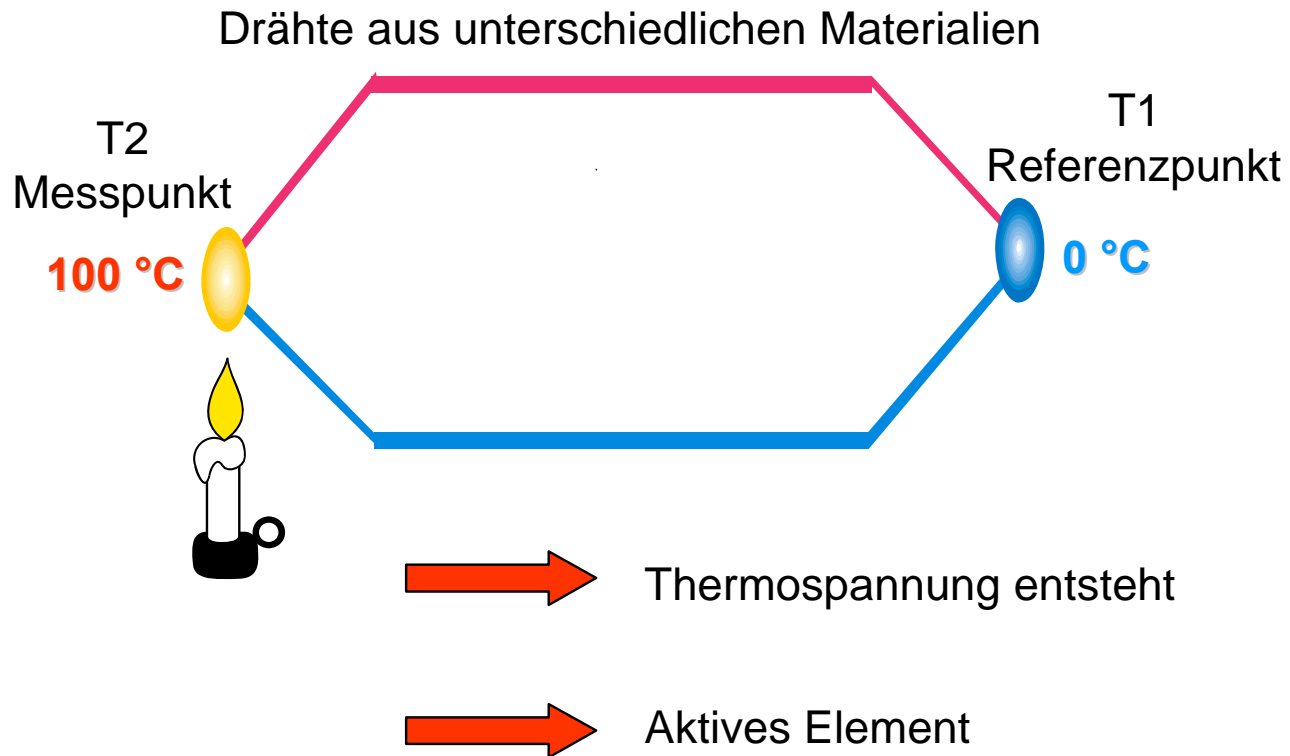 Drähte aus unterschiedlichen Materialien
T2
Messpunkt
100 °C
T1
Referenzpunkt
0 °C
Thermospannung entsteht
Aktives Element